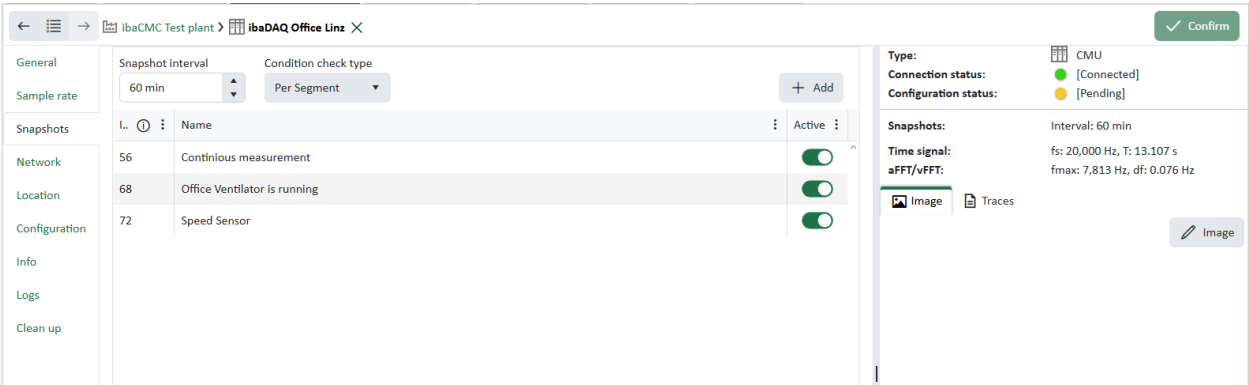 ibaCMC Test plant > ibaDAQ Office Linz
Confirm
General
Sample rate
Snapshots
Network
Location
Configuration
Info
Logs
Clean up
Snapshot interval
Condition check type
60 min
Per Segment
+ Add
I.. Name Active
56 Continious measurement
68 Office Ventilator is running
72 Speed Sensor
Type: CMU
Connection status: [Connected]
Configuration status: [Pending]
Snapshots: Interval: 60 min
Time signal: fs: 20,000 Hz, T: 13.107 s
aFFT/vFFT: fmax: 7,813 Hz, df: 0.076 Hz
Image Traces
Image